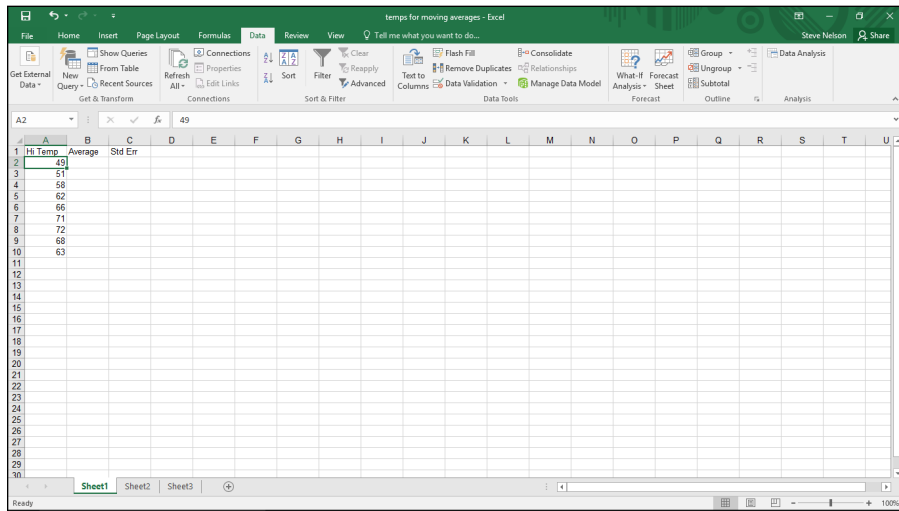 temps for moving averages - Excel
File Home Insert Page Layout Formulas Data Review View Tell me what you want to do... Steve Nelson Share
Get External Data
New Query
Show Queries
From Table
Recent Sources
Get & Transform
Refresh All
Connections
Properties
Edit Links
Connections
Sort
Filter
Clear
Reapply
Advanced
Sort & Filter
Text to Columns
Flash Fill
Remove Duplicates
Data Validation
Consolidate
Relationships
Manage Data Model
Data Tools
What-If Analysis
Forecast Sheet
Forecast
Group
Ungroup
Subtotal
Outline
Data Analysis
Analysis
A2 fx 49
A B C D E F G H I J K L M N O P Q R S T U
1 Hi Temp Average Std Err
2 49
3 51
4 58
5 62
6 66
7 71
8 72
9 68
10 63
11
12
13
14
15
16
17
18
19
20
21
22
23
24
25
26
27
28
29
30
Sheet1 Sheet2 Sheet3
Ready 100%